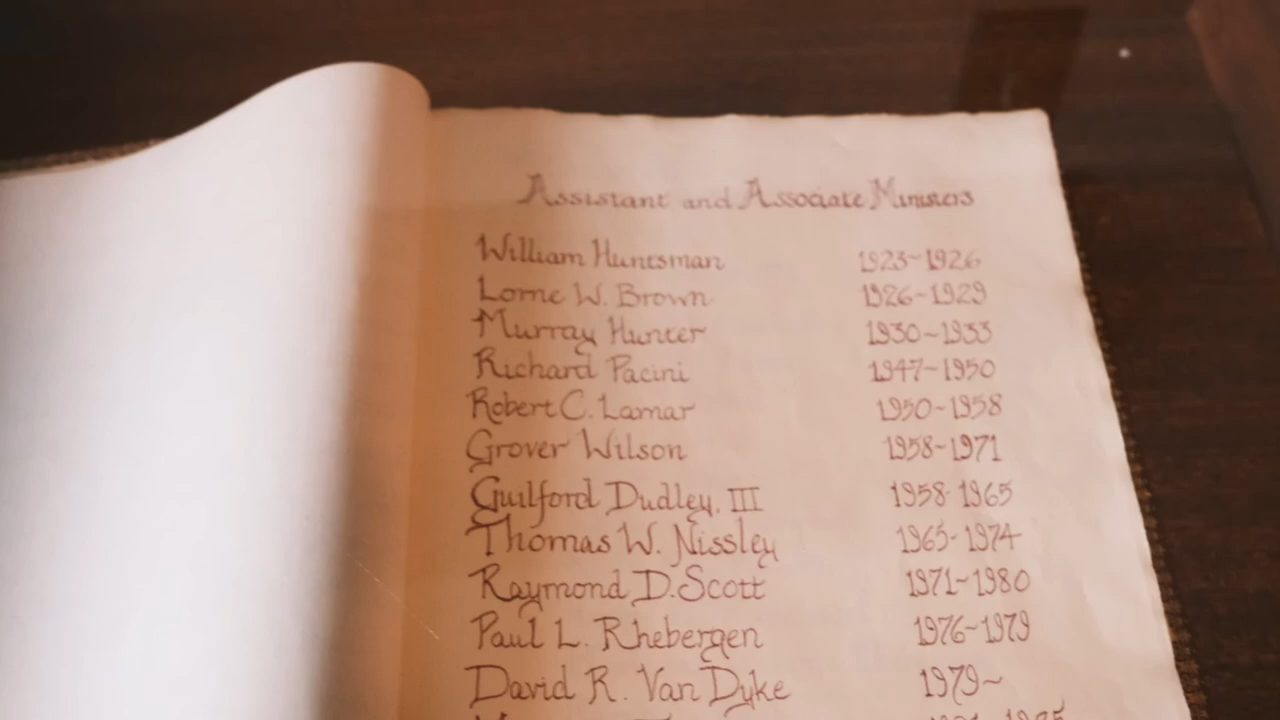 Assistant and Associate Ministers
William Huntsman 1923~1926
Lorne W. Brown 1926-1929
Murray Hunter 1930~1933
Richard Pacini 1947~1950
Robert C. Lamar 1950~1958
Grover Wilson 1958~1971
Guilford Dudley, III 1958-1965
Thomas W. Nissley 1965-1974
Raymond D. Scott 1971~1980
Paul L. Rhebergen 1976~1979
David R. Van Dyke 1979~